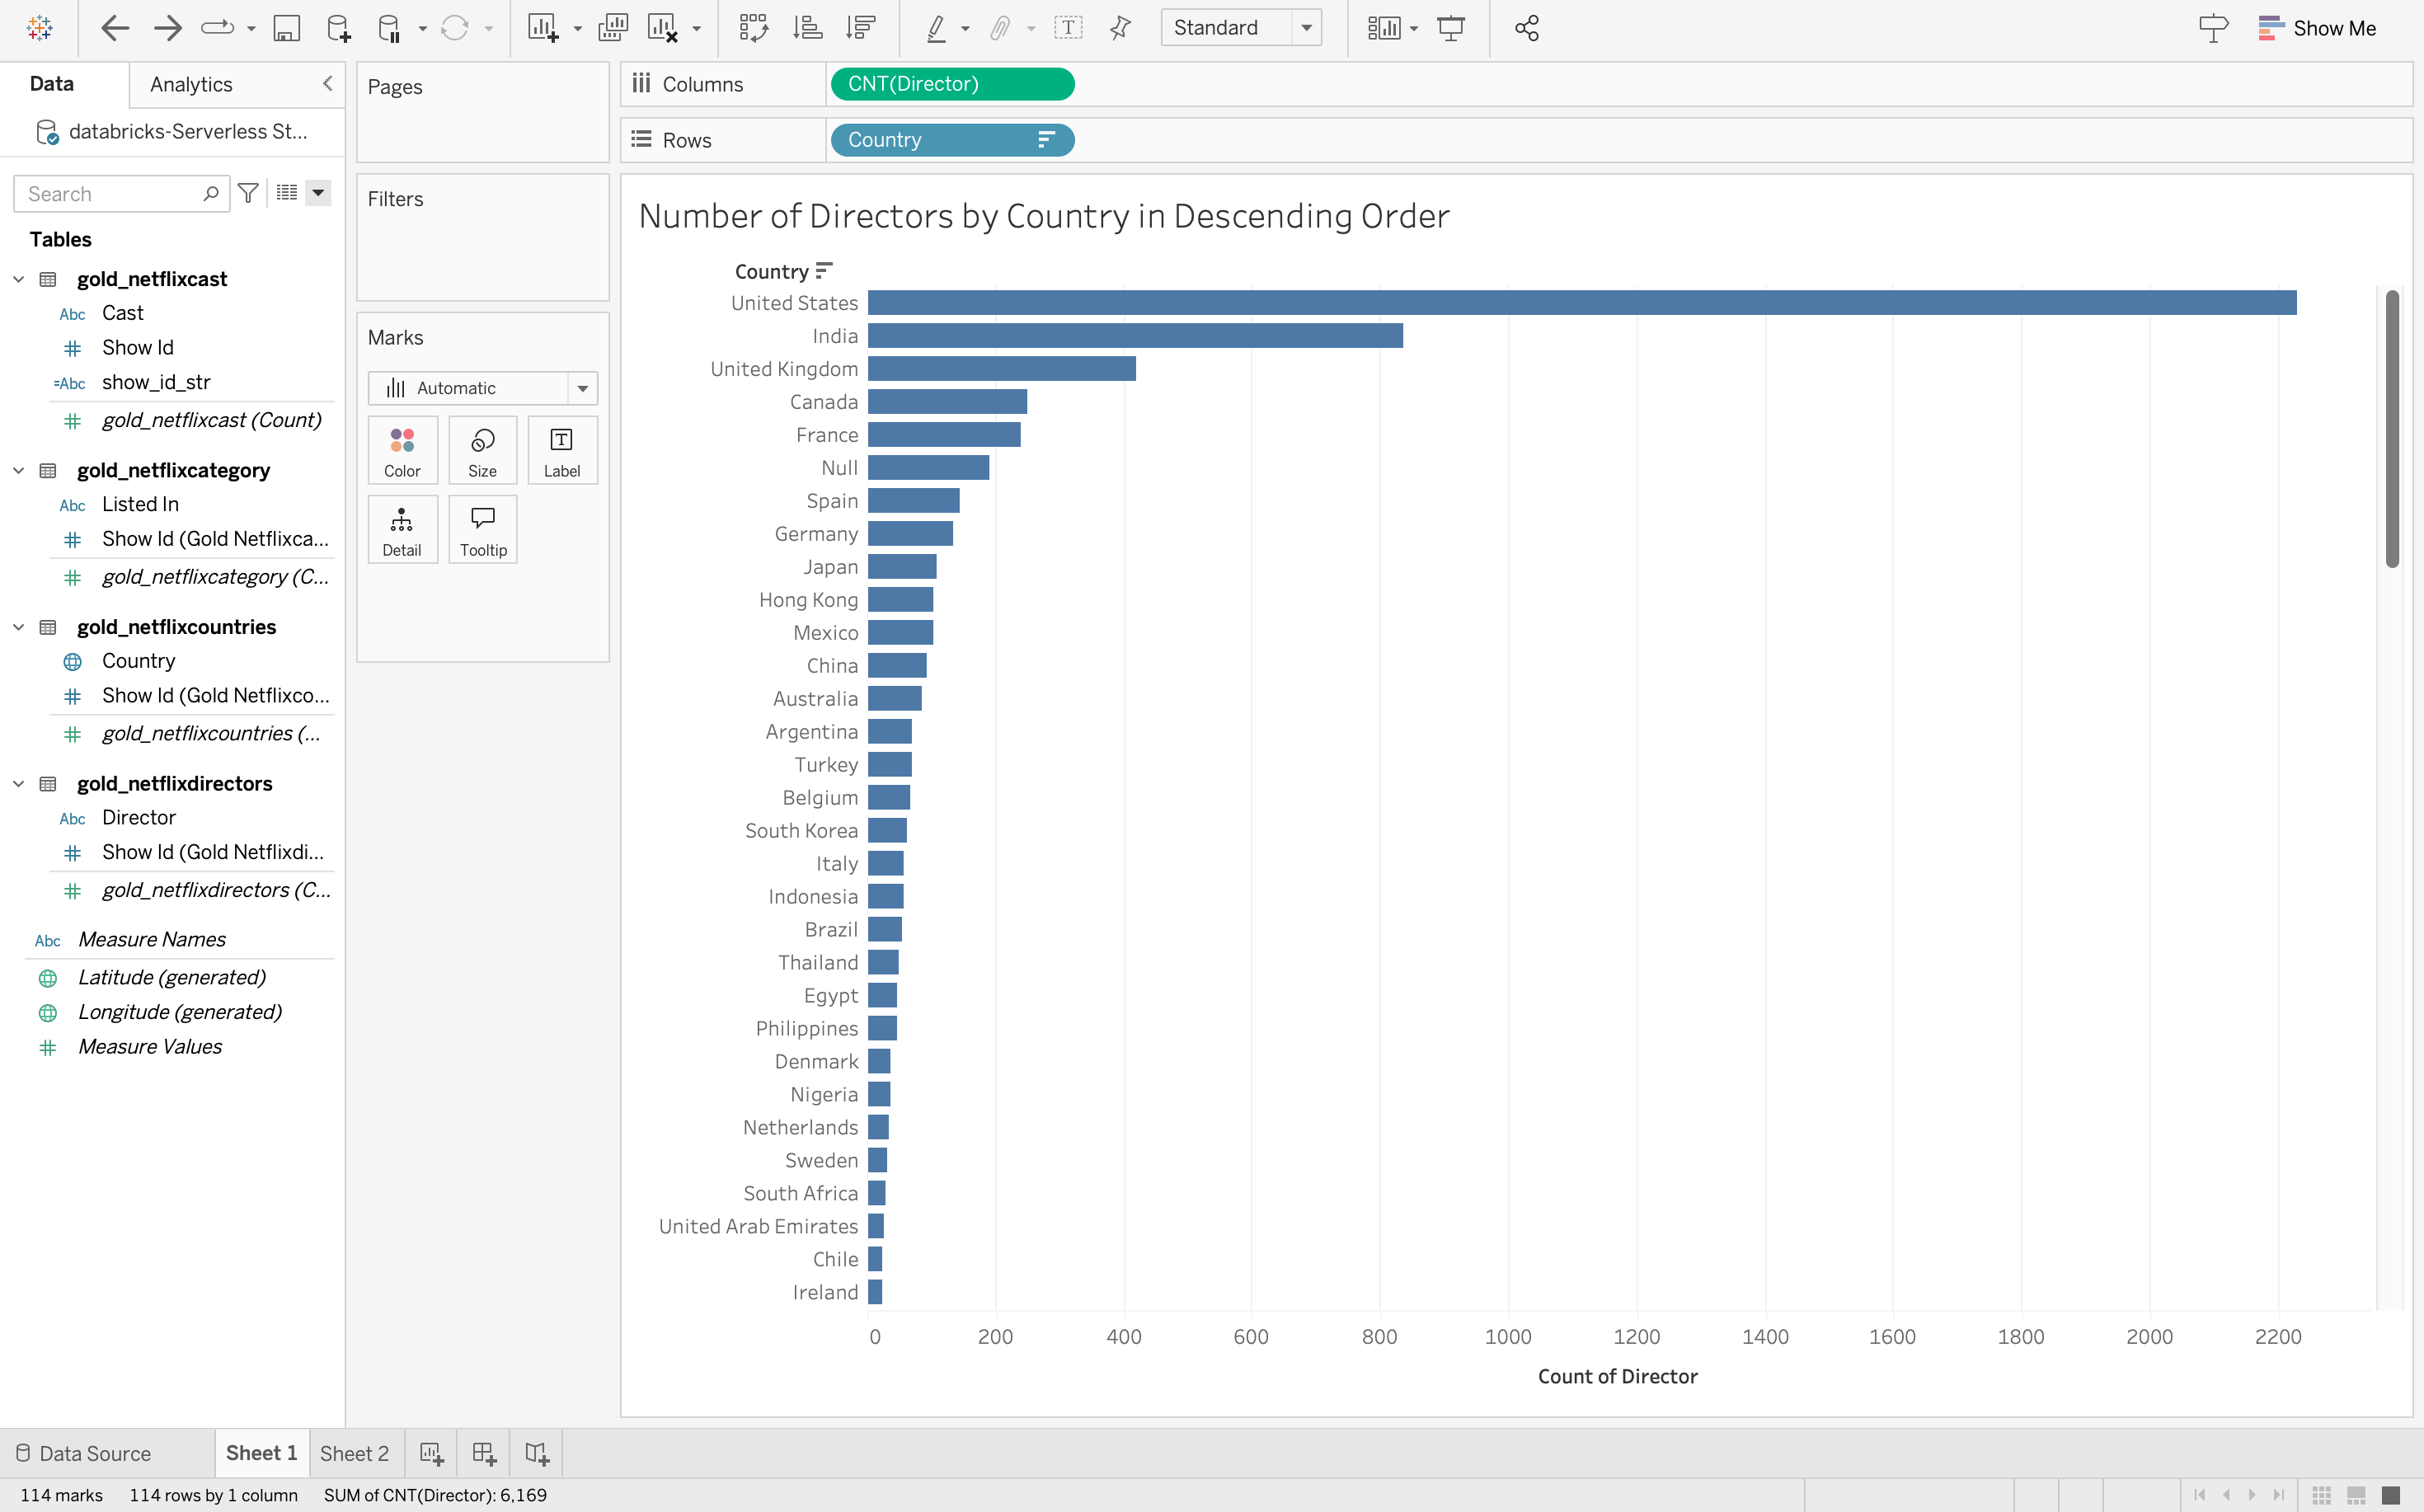 Standard
Show Me
Data
Analytics
databricks-Serverless St...
Search
Tables
gold_netflixcast
Abc Cast
Show Id
=Abc show_id_str
gold_netflixcast (Count)
gold_netflixcategory
Abc Listed In
Show Id (Gold Netflixca...
gold_netflixcategory (C...
gold_netflixcountries
Country
Show Id (Gold Netflixco...
gold_netflixcountries (...
gold_netflixdirectors
Abc Director
Show Id (Gold Netflixdi...
gold_netflixdirectors (C...
Abc Measure Names
Latitude (generated)
Longitude (generated)
Measure Values
Pages
Filters
Marks
Automatic
Color
Size
Label
Detail
Tooltip
Columns
CNT(Director)
Rows
Country
Number of Directors by Country in Descending Order
Country
United States
India
United Kingdom
Canada
France
Null
Spain
Germany
Japan
Hong Kong
Mexico
China
Australia
Argentina
Turkey
Belgium
South Korea
Italy
Indonesia
Brazil
Thailand
Egypt
Philippines
Denmark
Nigeria
Netherlands
Sweden
South Africa
United Arab Emirates
Chile
Ireland
0 200 400 600 800 1000 1200 1400 1600 1800 2000 2200
Count of Director
Data Source
Sheet 1
Sheet 2
114 marks
114 rows by 1 column
SUM of CNT(Director): 6,169